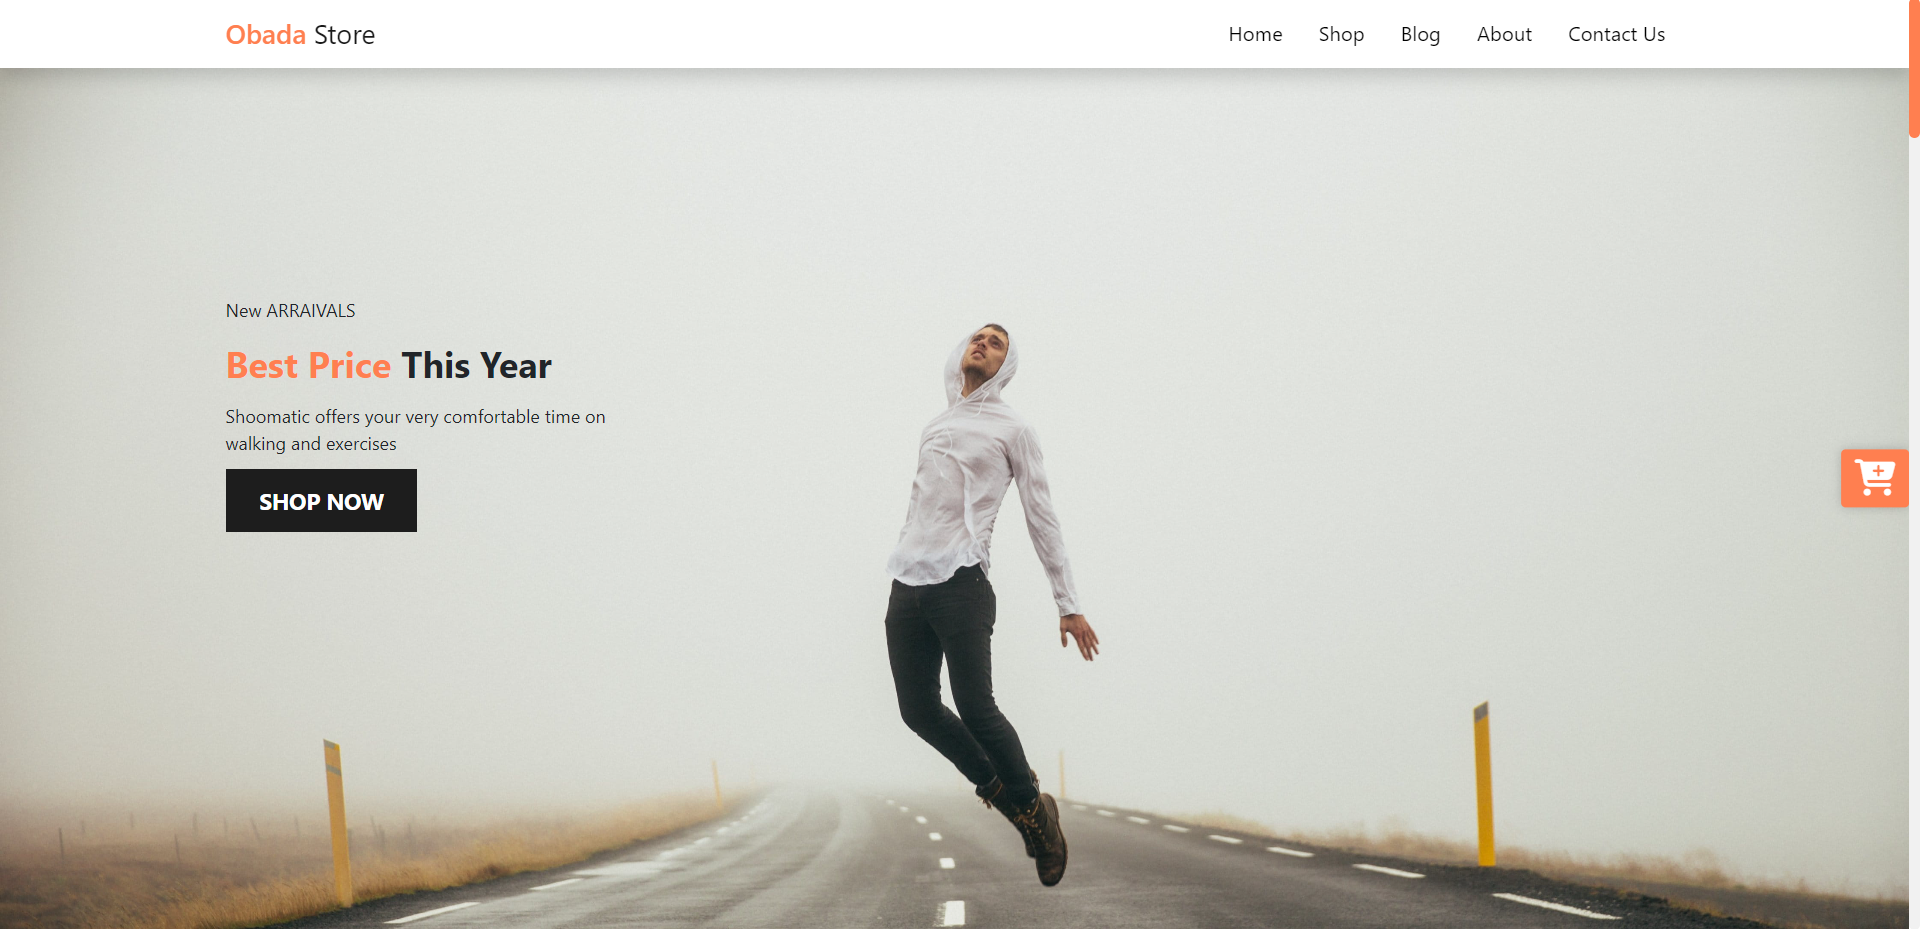 Obada Store
Home Shop Blog About Contact Us
New ARRAIVALS
Best Price This Year
Shoomatic offers your very comfortable time on
walking and exercises
SHOP NOW